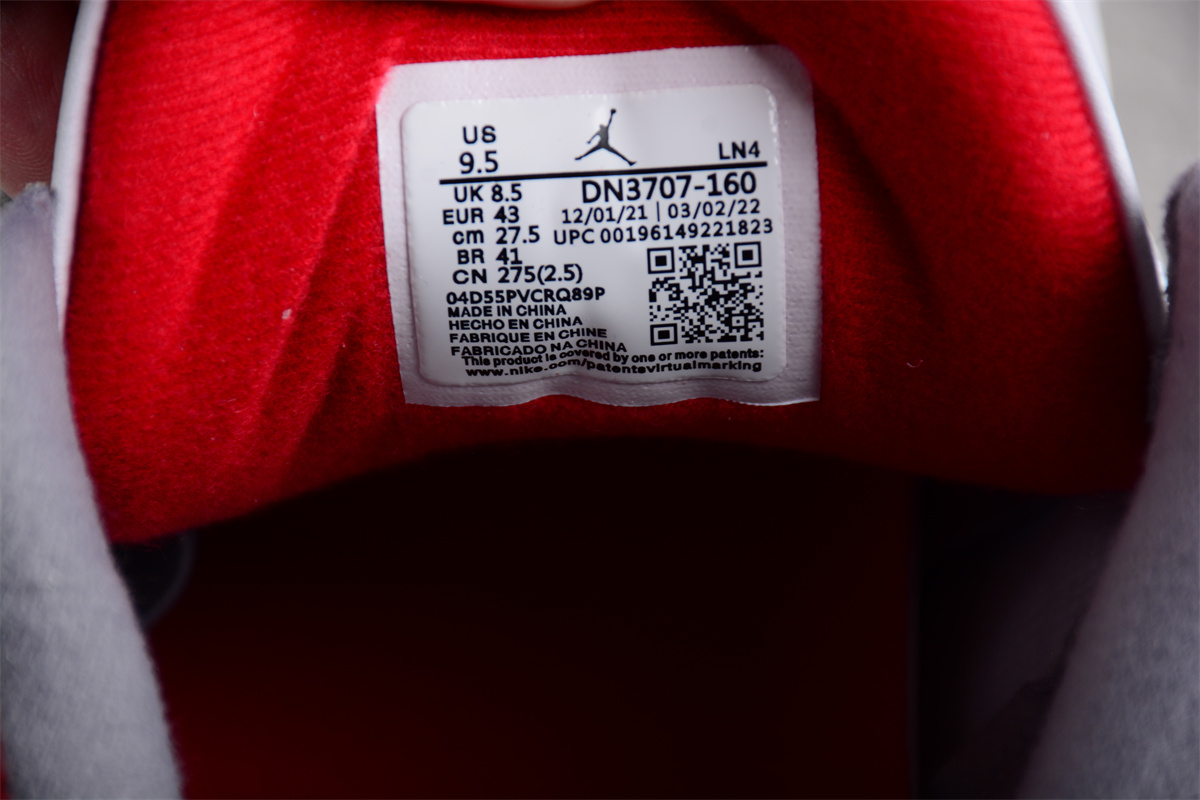 US
9.5
LN4
UK 8.5
DN3707-160
EUR 43
12/01/21 | 03/02/22
cm 27.5
UPC 00196149221823
BR 41
CN 275(2.5)
04D55PVCRQ89P
MADE IN CHINA
HECHO EN CHINA
FABRIQUE EN CHINE
FABRICADO NA CHINA
This product is covered by one or more patents:
www.nike.com/patentsvirtualmarking